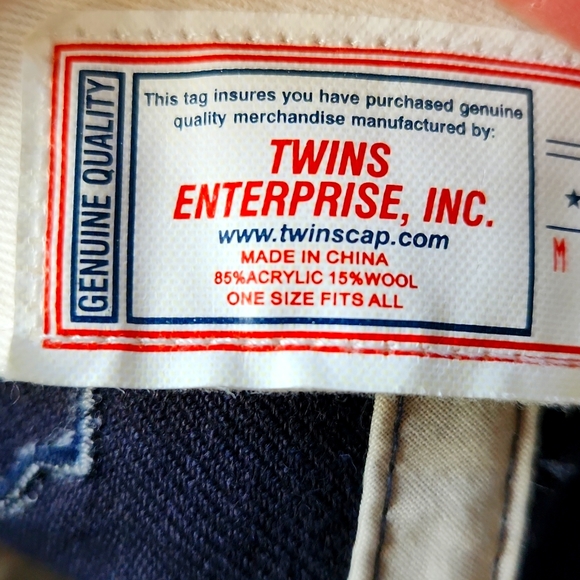 GENUINE QUALITY
This tag insures you have purchased genuine
quality merchandise manufactured by:
TWINS
ENTERPRISE, INC.
www.twinscap.com
MADE IN CHINA
85%ACRYLIC 15%WOOL
ONE SIZE FITS ALL
M